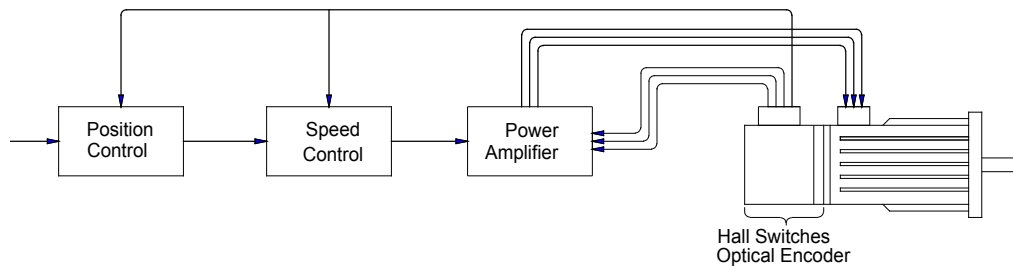 Position
Control
Speed
Control
Power
Amplifier
Hall Switches
Optical Encoder